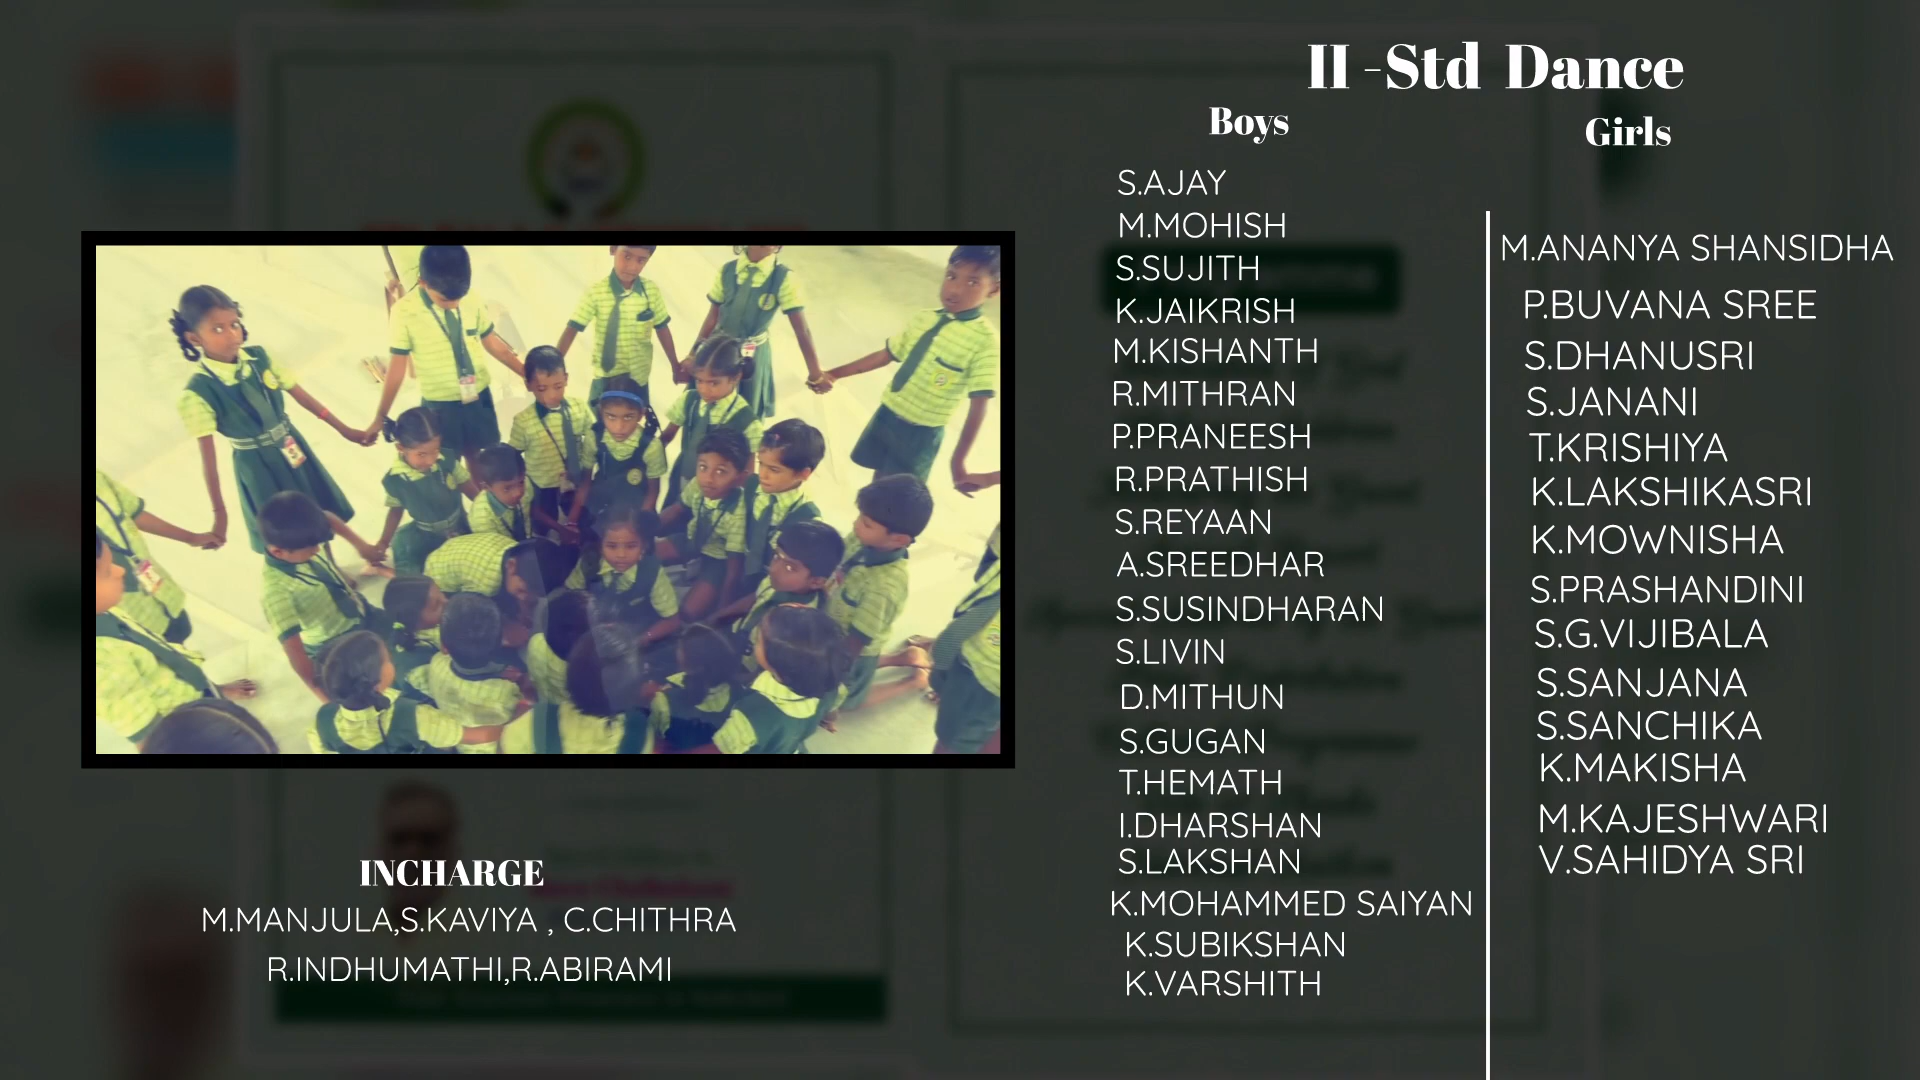 II -Std Dance
Boys
S.AJAY
M.MOHISH
S.SUJITH
K.JAIKRISH
M.KISHANTH
R.MITHRAN
P.PRANEESH
R.PRATHISH
S.REYAAN
A.SREEDHAR
S.SUSINDHARAN
S.LIVIN
D.MITHUN
S.GUGAN
T.HEMATH
I.DHARSHAN
S.LAKSHAN
K.MOHAMMED SAIYAN
K.SUBIKSHAN
K.VARSHITH
Girls
M.ANANYA SHANSIDHA
P.BUVANA SREE
S.DHANUSRI
S.JANANI
T.KRISHIYA
K.LAKSHIKASRI
K.MOWNISHA
S.PRASHANDINI
S.G.VIJIBALA
S.SANJANA
S.SANCHIKA
K.MAKISHA
M.KAJESHWARI
V.SAHIDYA SRI
INCHARGE
M.MANJULA,S.KAVIYA , C.CHITHRA
R.INDHUMATHI,R.ABIRAMI